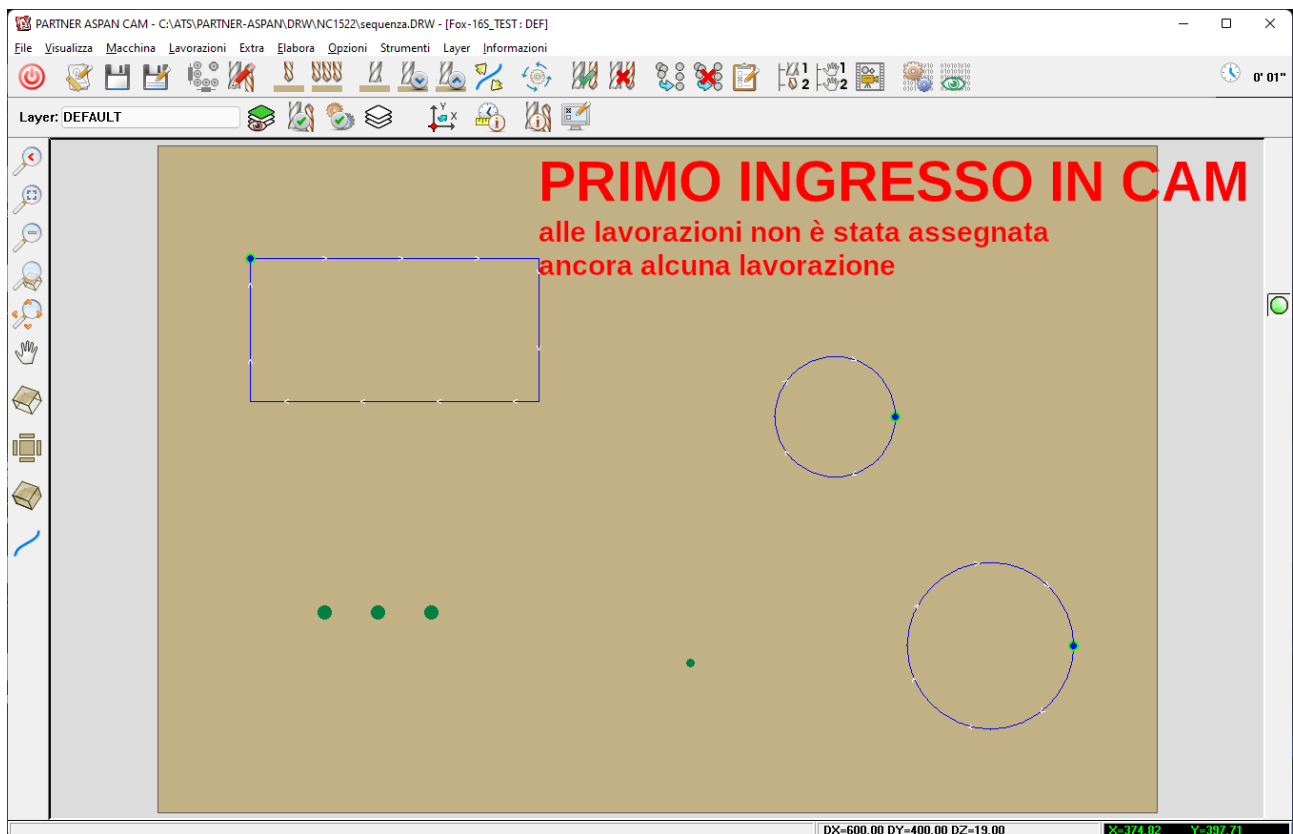 PARTNER ASPAN CAM - C:\ATS\PARTNER-ASPAN\DRW\NC1522\sequenza.DRW - [Fox-16S_TEST : DEF]
File Visualizza Macchina Lavorazioni Extra Elabora Opzioni Strumenti Layer Informazioni
0' 01"
Layer: DEFAULT
PRIMO INGRESSO IN CAM
alle lavorazioni non è stata assegnata
ancora alcuna lavorazione
DX=600.00 DY=400.00 DZ=19.00 X=374.82 Y=397.71